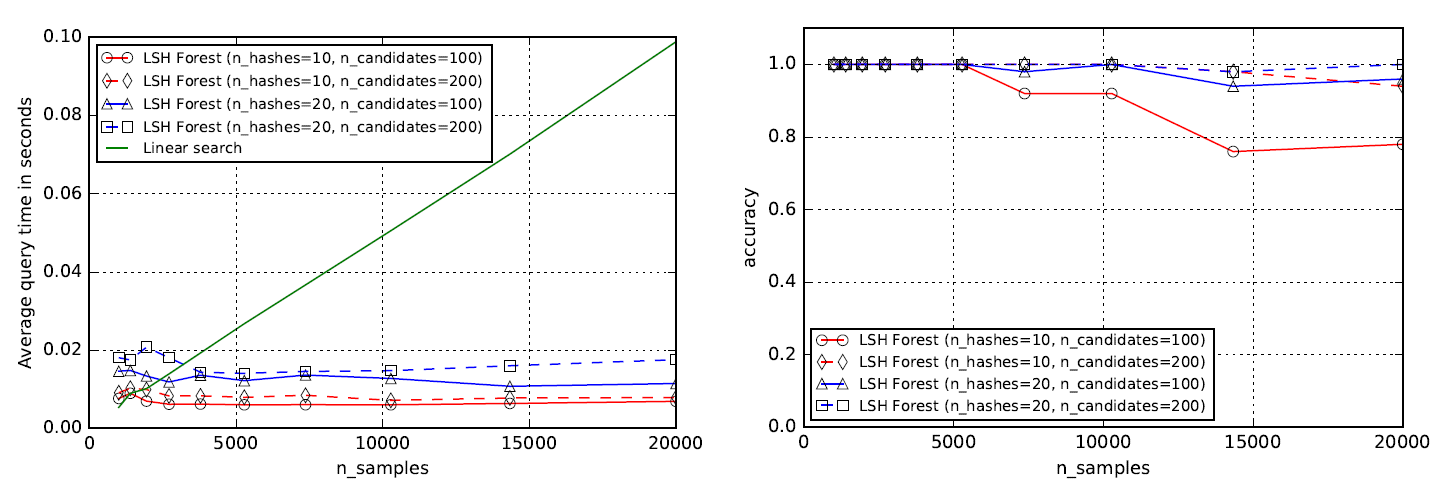 0.10
0.08
0.06
0.04
0.02
0.00
Average query time in seconds
LSH Forest (n_hashes=10, n_candidates=100)
LSH Forest (n_hashes=10, n_candidates=200)
LSH Forest (n_hashes=20, n_candidates=100)
LSH Forest (n_hashes=20, n_candidates=200)
Linear search
0 5000 10000 15000 20000
n_samples
1.0
0.8
0.6
0.4
0.2
0.0
accuracy
LSH Forest (n_hashes=10, n_candidates=100)
LSH Forest (n_hashes=10, n_candidates=200)
LSH Forest (n_hashes=20, n_candidates=100)
LSH Forest (n_hashes=20, n_candidates=200)
0 5000 10000 15000 20000
n_samples